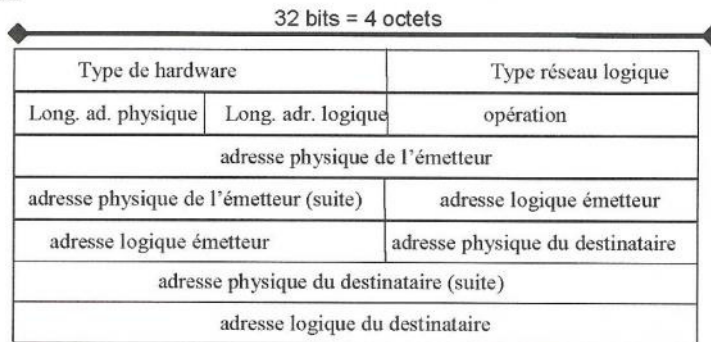 32 bits = 4 octets
Type de hardware Type réseau logique
Long. ad. physique Long. adr. logique opération
adresse physique de l'émetteur
adresse physique de l'émetteur (suite) adresse logique émetteur
adresse logique émetteur adresse physique du destinataire
adresse physique du destinataire (suite)
adresse logique du destinataire